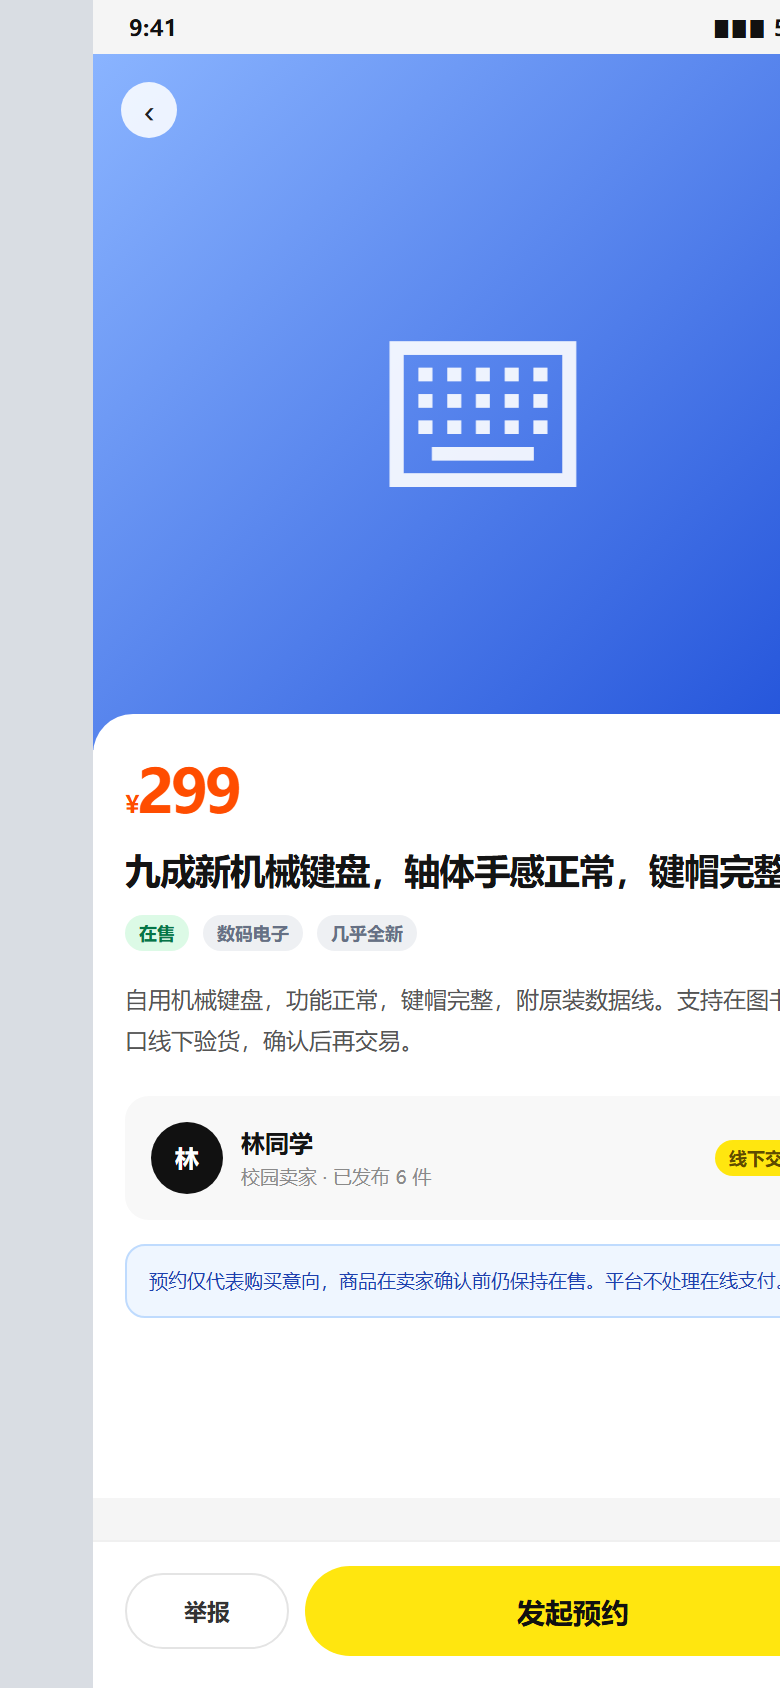 9:41
‹
¥299
九成新机械键盘，轴体手感正常，键帽完整
在售 数码电子 几乎全新
自用机械键盘，功能正常，键帽完整，附原装数据线。支持在图书
口线下验货，确认后再交易。
林 林同学
校园卖家 · 已发布 6 件
线下交
预约仅代表购买意向，商品在卖家确认前仍保持在售。平台不处理在线支付。
举报 发起预约